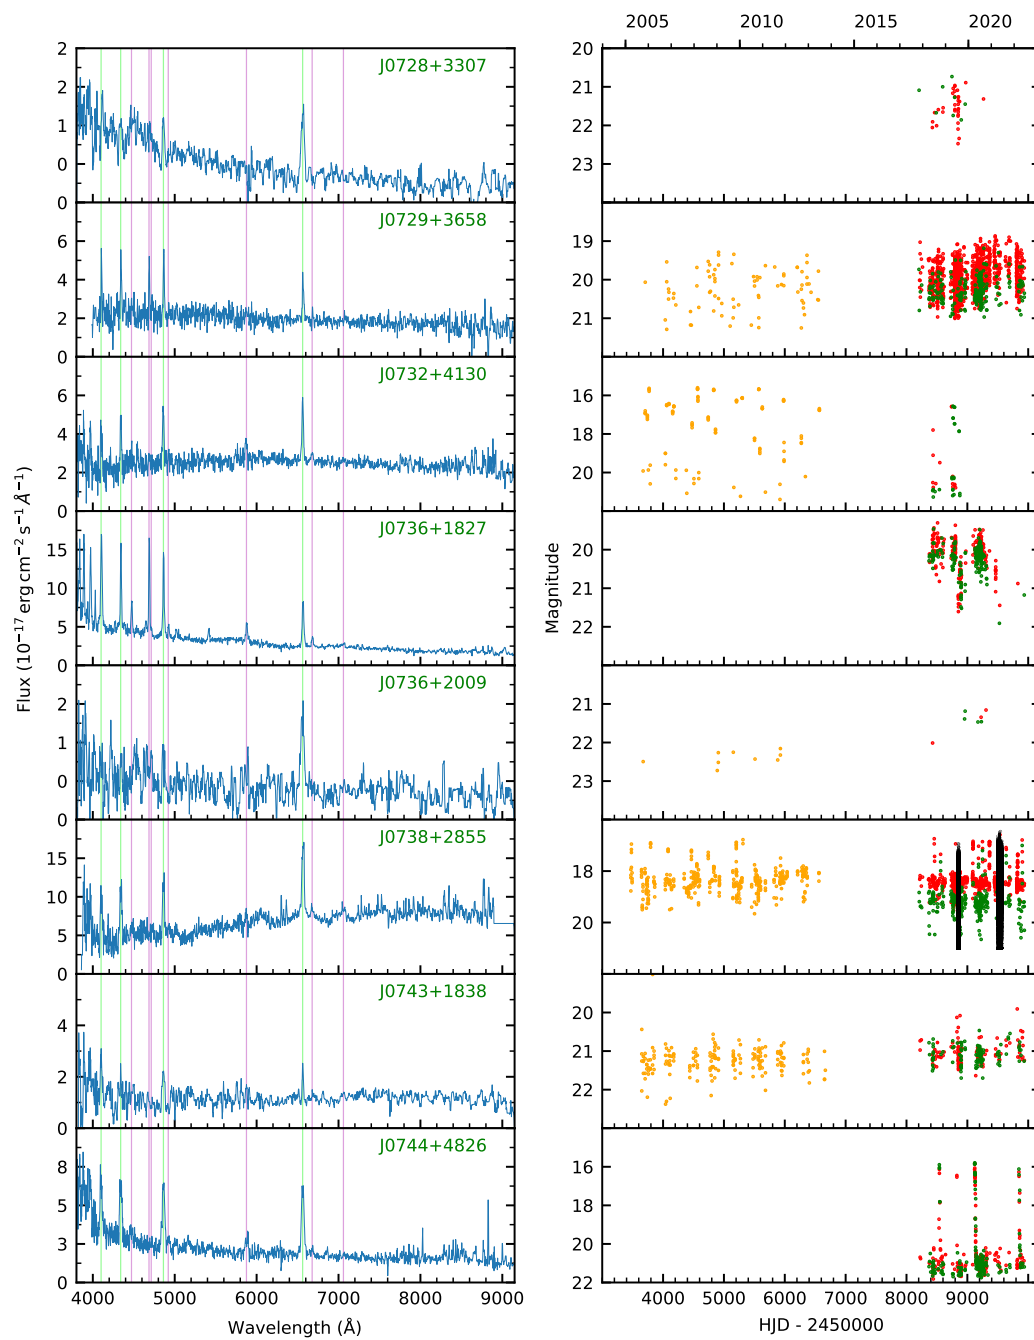 2005 2010 2015 2020
J0728+3307
2 2 1 0 0
20 21 22 23
J0729+3658
6 4 2 0
19 20 21
J0732+4130
6 4 2 0
16 18 20
J0736+1827
15 10 5 0
20 21 22
J0736+2009
2 0 0
21 22 23
J0738+2855
15 10 5 0
18 20
J0743+1838
4 2 0
20 21 22
J0744+4826
8 5 3 0
16 18 20 22
Flux (10⁻¹⁷ erg cm⁻² s⁻¹ Å⁻¹)
Magnitude
4000 5000 6000 7000 8000 9000
4000 5000 6000 7000 8000 9000
Wavelength (Å)
HJD - 2450000